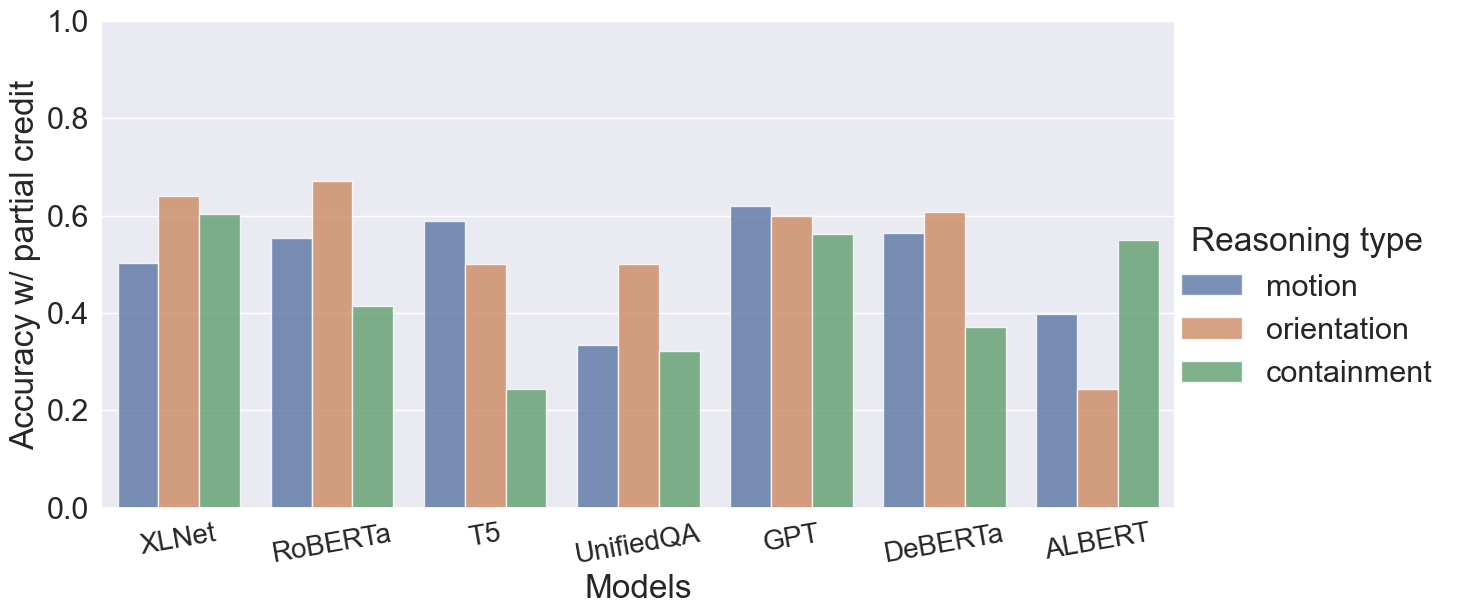 Accuracy w/ partial credit
1.0
0.8
0.6
0.4
0.2
0.0
XLNet RoBERTa T5 UnifiedQA GPT DeBERTa ALBERT
Models
Reasoning type
motion
orientation
containment